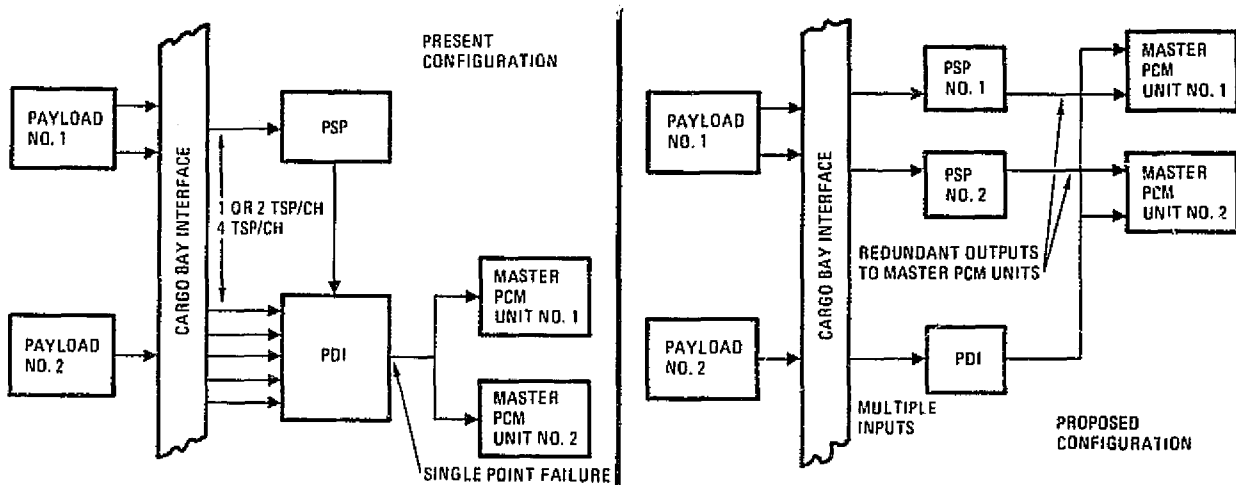 PRESENT
CONFIGURATION
PAYLOAD
NO. 1
CARGO BAY INTERFACE
PSP
1 OR 2 TSP/CH
4 TSP/CH
PAYLOAD
NO. 2
PDI
MASTER
PCM
UNIT NO. 1
MASTER
PCM
UNIT NO. 2
SINGLE POINT FAILURE
PAYLOAD
NO. 1
CARGO BAY INTERFACE
PSP
NO. 1
MASTER
PCM
UNIT NO. 1
PSP
NO. 2
MASTER
PCM
UNIT NO. 2
REDUNDANT OUTPUTS
TO MASTER PCM UNITS
PAYLOAD
NO. 2
PDI
MULTIPLE
INPUTS
PROPOSED
CONFIGURATION